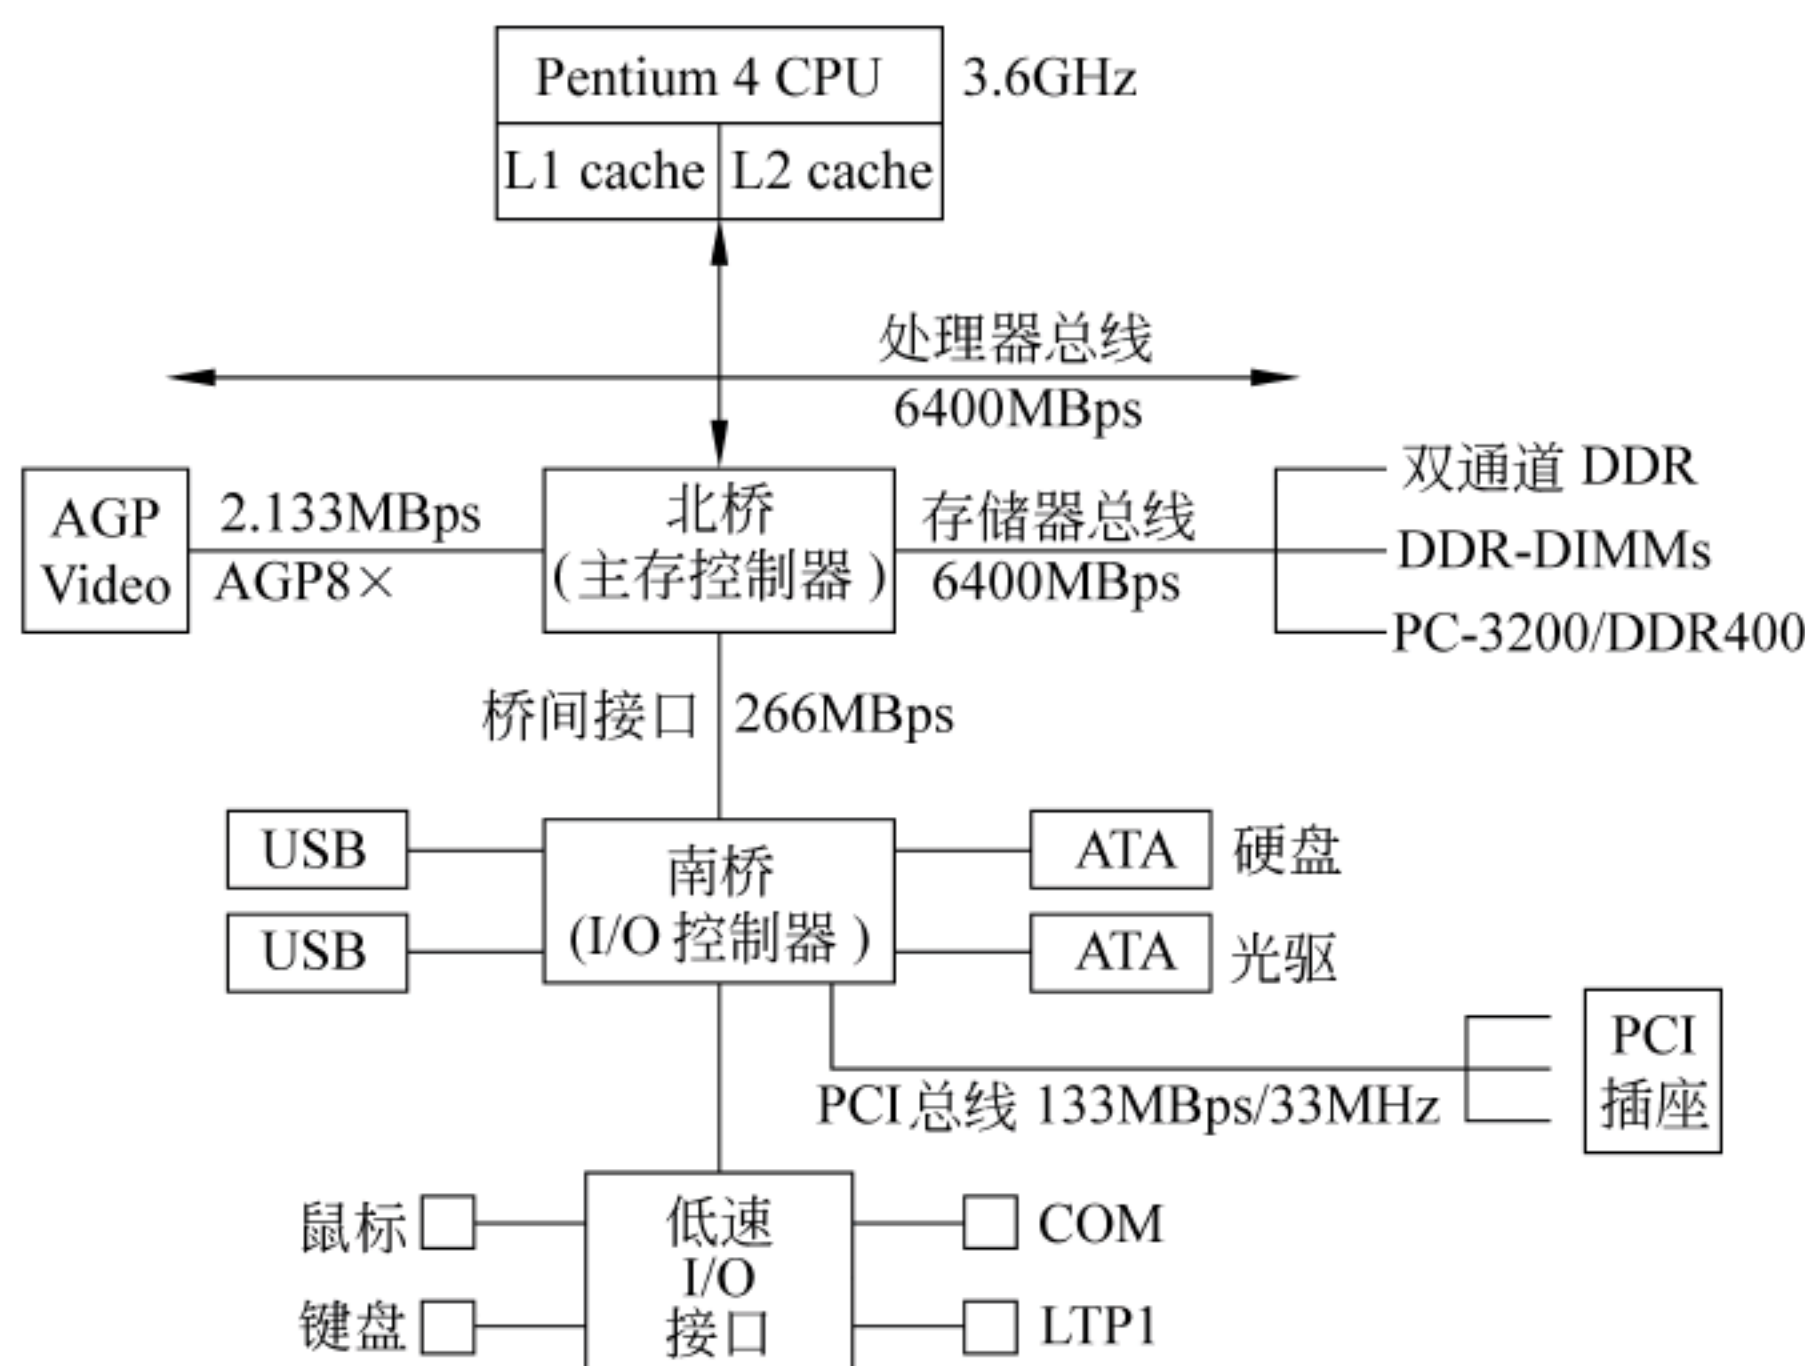 Pentium 4 CPU
3.6GHz
L1 cache
L2 cache
处理器总线
6400MBps
AGP
Video
2.133MBps
AGP8×
北桥
(主存控制器)
存储器总线
6400MBps
双通道 DDR
DDR-DIMMs
PC-3200/DDR400
桥间接口
266MBps
USB
USB
南桥
(I/O 控制器)
ATA
硬盘
ATA
光驱
PCI 总线 133MBps/33MHz
PCI
插座
鼠标
键盘
低速
I/O
接口
COM
LTP1